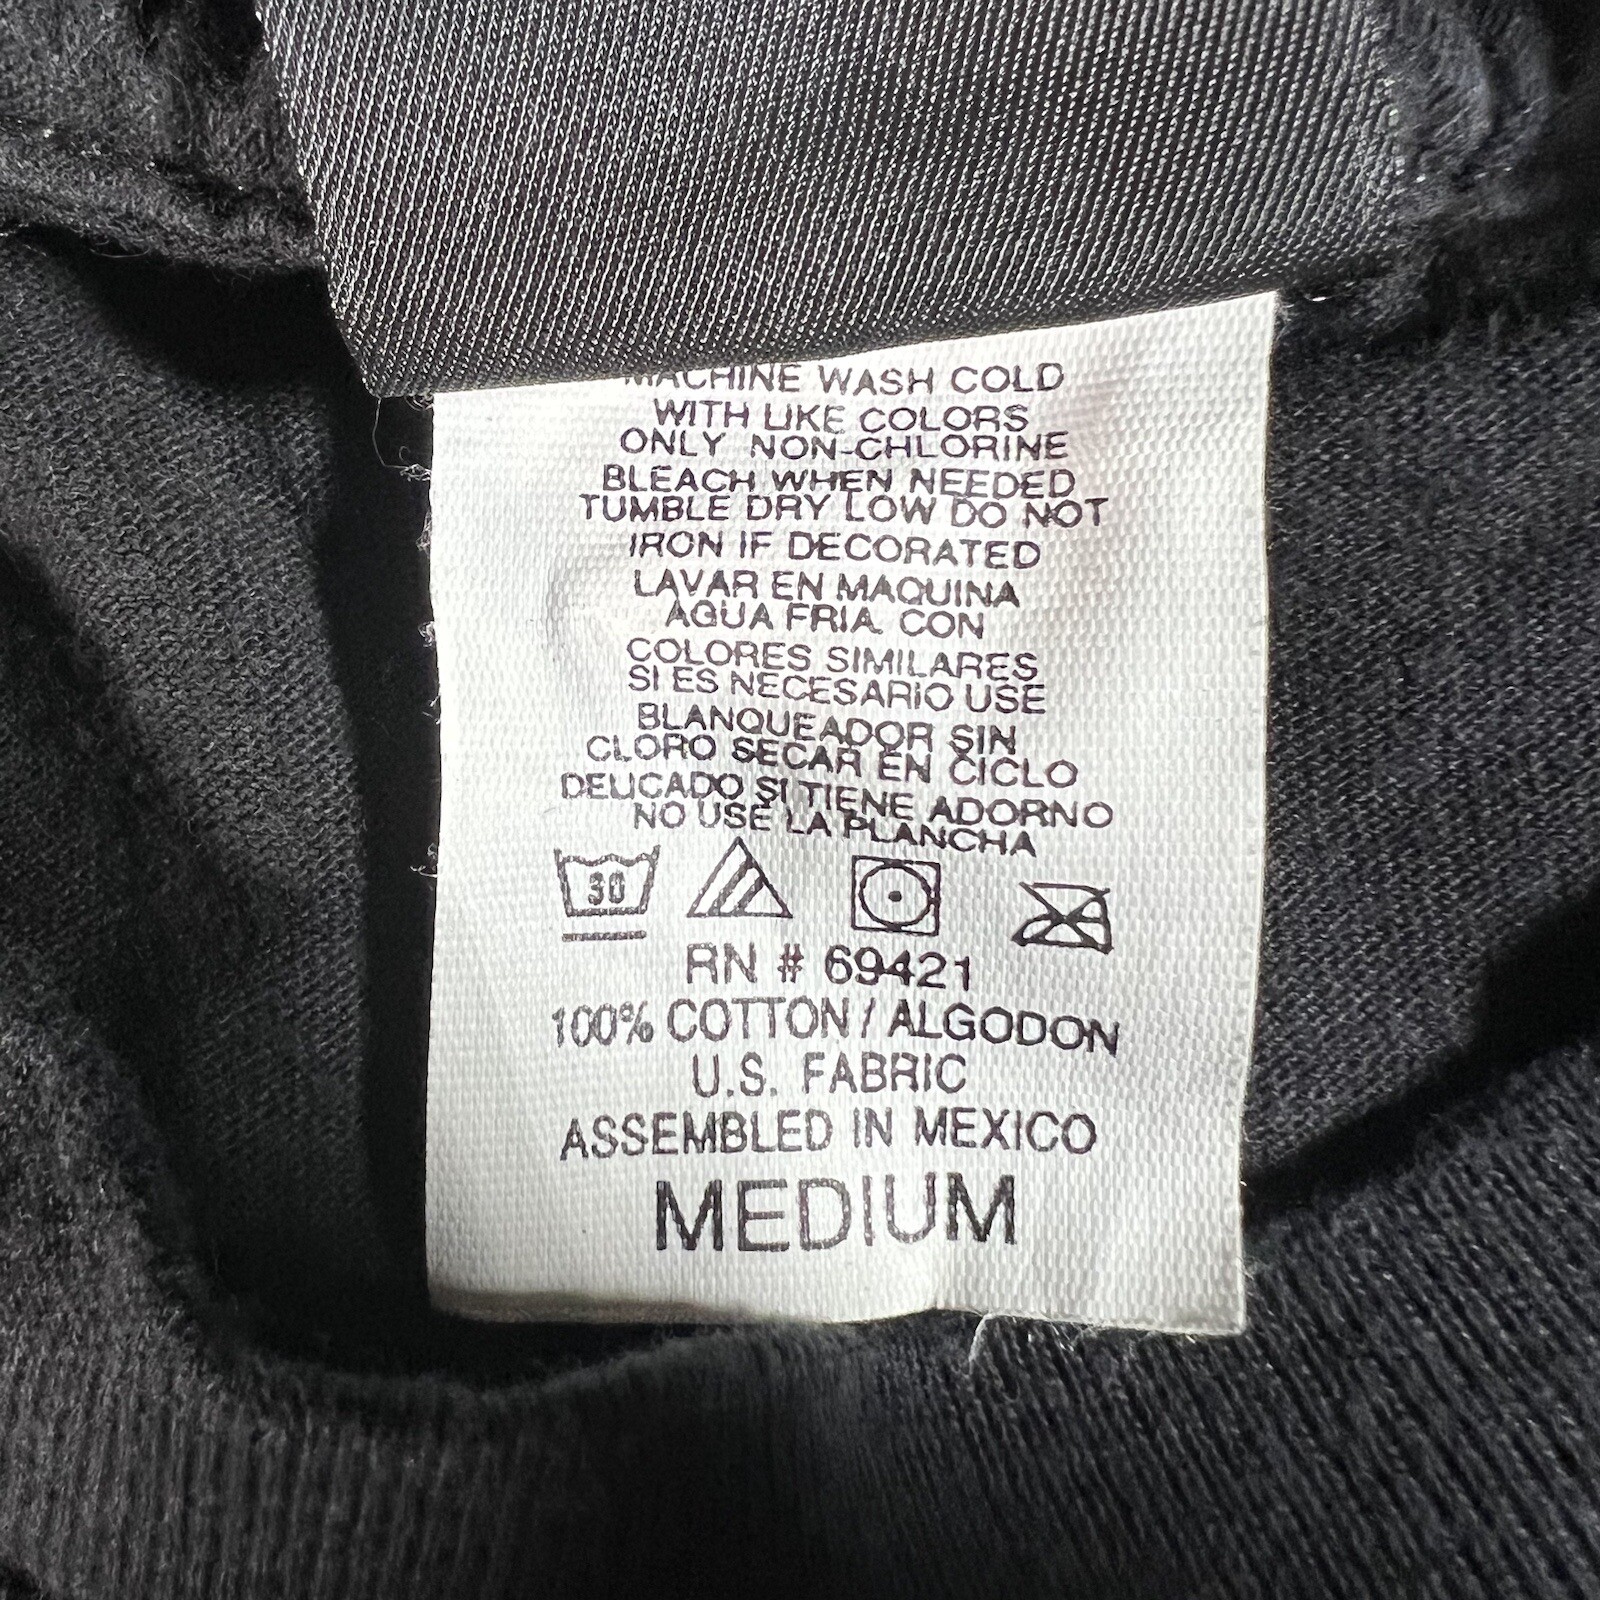 MACHINE WASH COLD
WITH LIKE COLORS
ONLY NON-CHLORINE
BLEACH WHEN NEEDED
TUMBLE DRY LOW DO NOT
IRON IF DECORATED
LAVAR EN MAQUINA
AGUA FRIA CON
COLORES SIMILARES
SI ES NECESARIO USE
BLANQUEADOR SIN
CLORO SECAR EN CICLO
DELICADO SI TIENE ADORNO
NO USE LA PLANCHA
30
RN # 69421
100% COTTON / ALGODON
U.S. FABRIC
ASSEMBLED IN MEXICO
MEDIUM